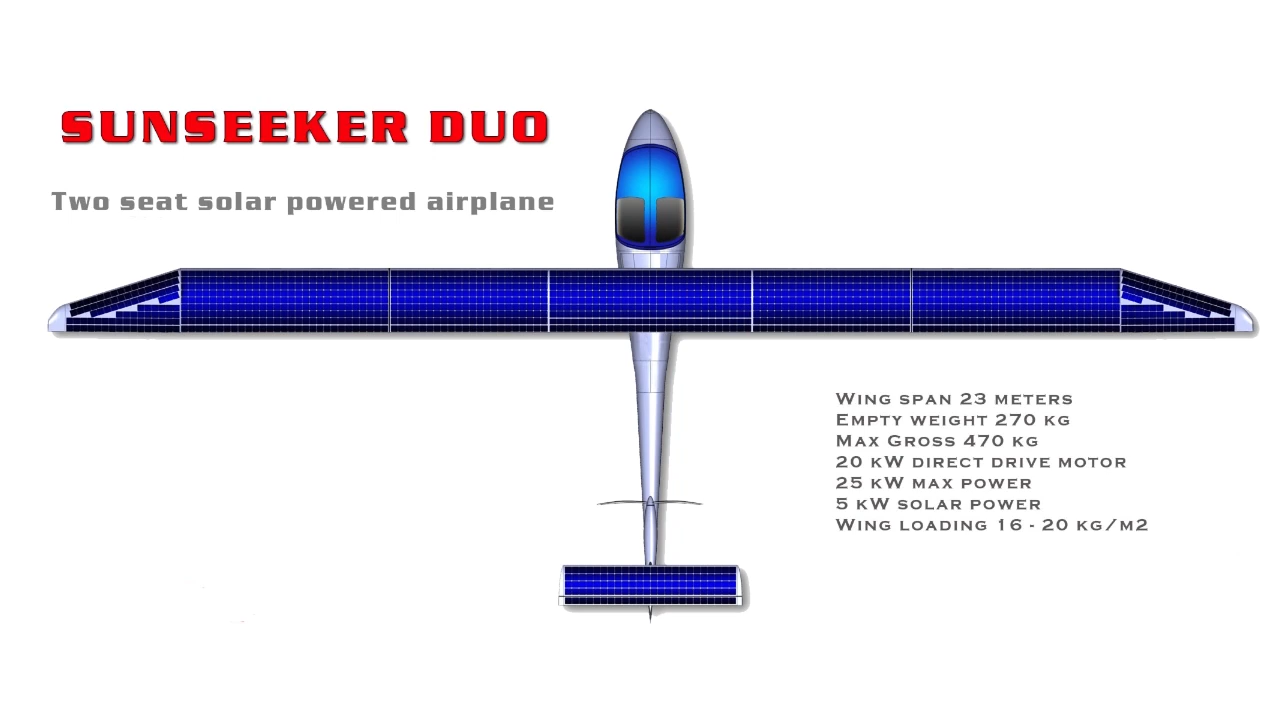 SUNSEEKER DUO
Two seat solar powered airplane
Wing span 23 meters
Empty weight 270 kg
Max Gross 470 kg
20 kW direct drive motor
25 kW max power
5 kW solar power
Wing loading 16 - 20 kg/m2